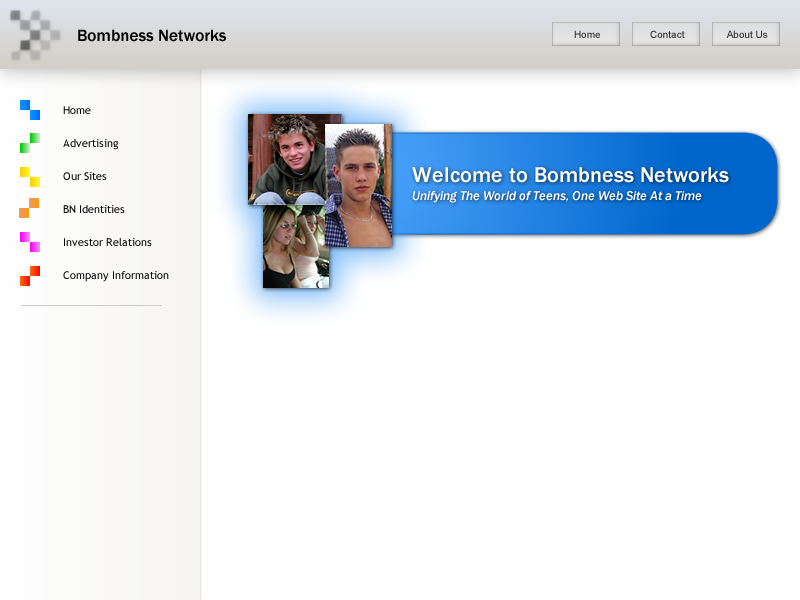 Bombness Networks
Home
Contact
About Us
Home
Advertising
Our Sites
BN Identities
Investor Relations
Company Information
Welcome to Bombness Networks
Unifying The World of Teens, One Web Site At a Time